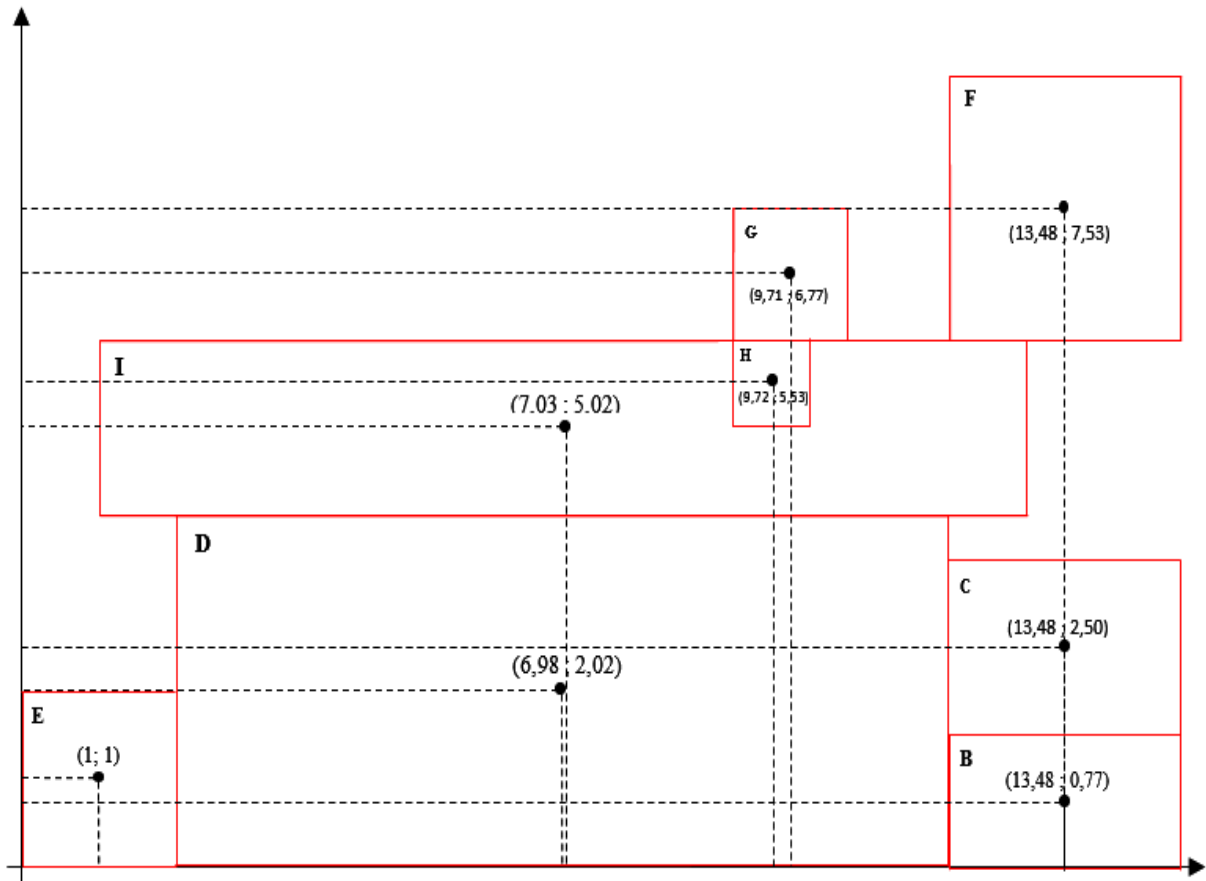 F
(13,48 ; 7,53)
G
(9,71 ; 6,77)
H
(9,72 ; 5,53)
I
(7.03 ; 5.02)
D
(6,98 ; 2,02)
C
(13,48 ; 2,50)
E
(1; 1)
B
(13,48 ; 0,77)